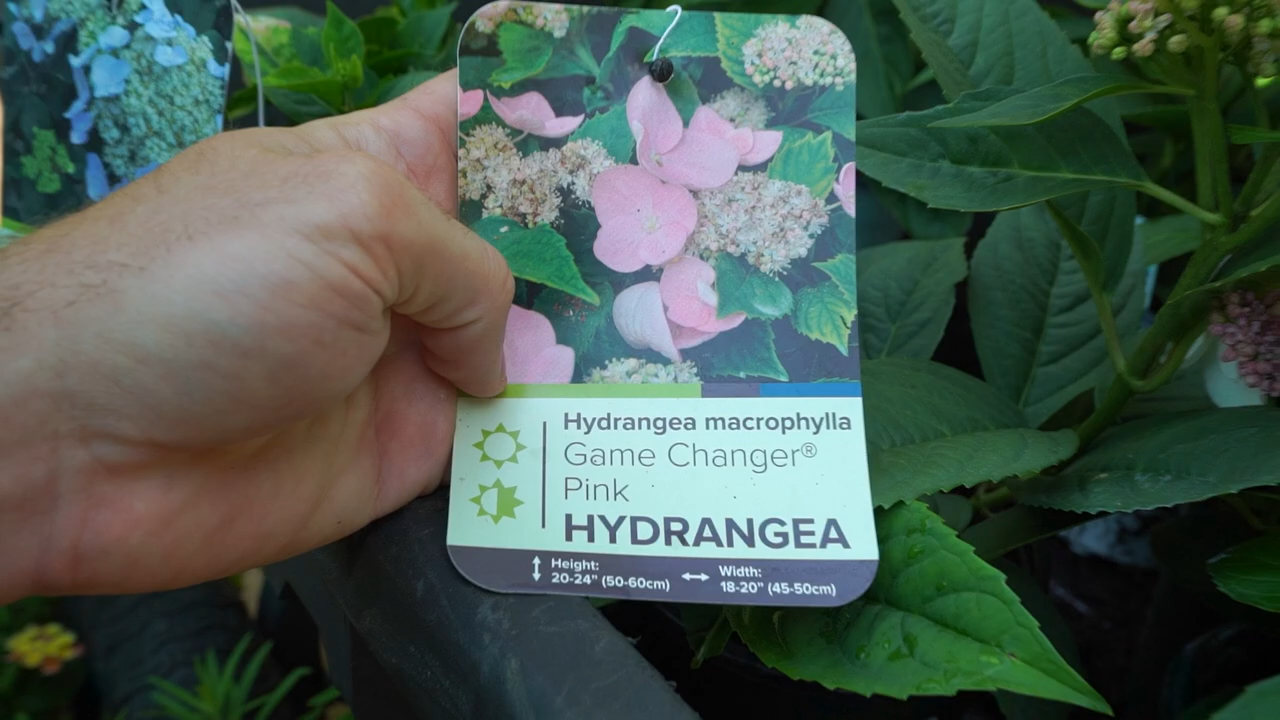 Hydrangea macrophylla
Game Changer®
Pink
HYDRANGEA
Height:
20-24” (50-60cm)
Width:
18-20” (45-50cm)